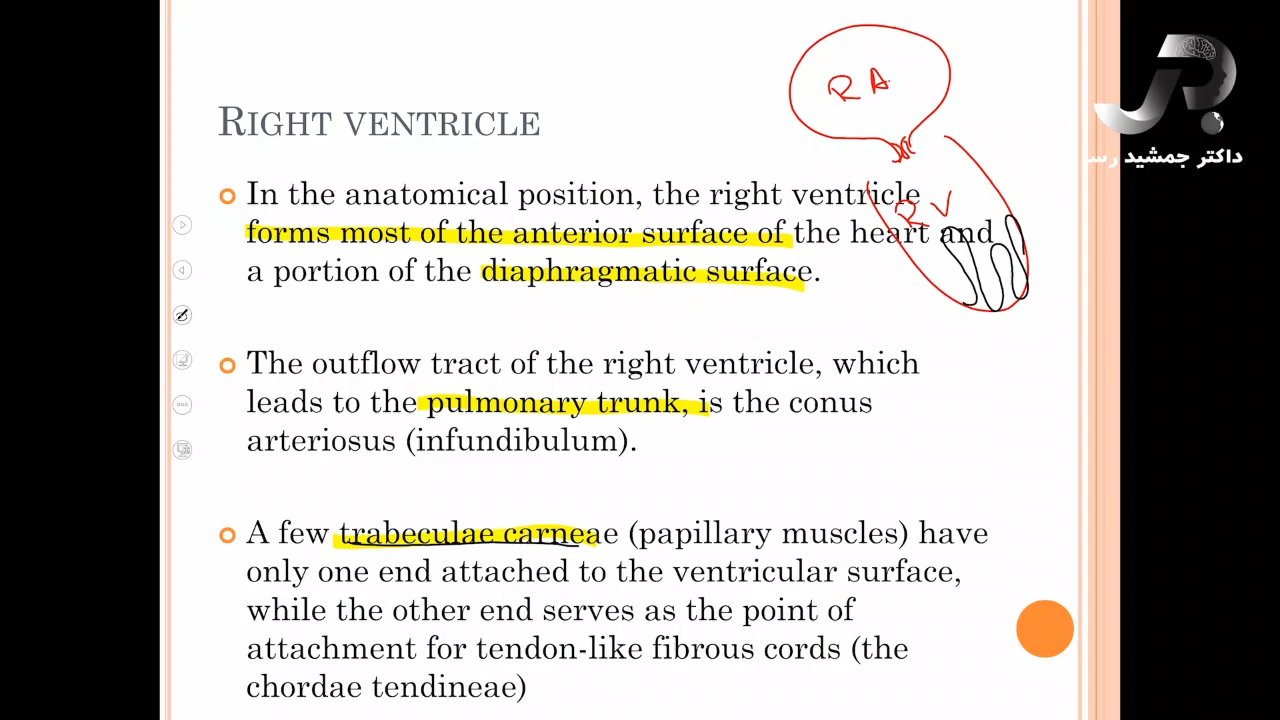 RIGHT VENTRICLE
In the anatomical position, the right ventricle
forms most of the anterior surface of the heart and
a portion of the diaphragmatic surface.
The outflow tract of the right ventricle, which
leads to the pulmonary trunk, is the conus
arteriosus (infundibulum).
A few trabeculae carneae (papillary muscles) have
only one end attached to the ventricular surface,
while the other end serves as the point of
attachment for tendon-like fibrous cords (the
chordae tendineae)
RA
RV
داکتر جمشید